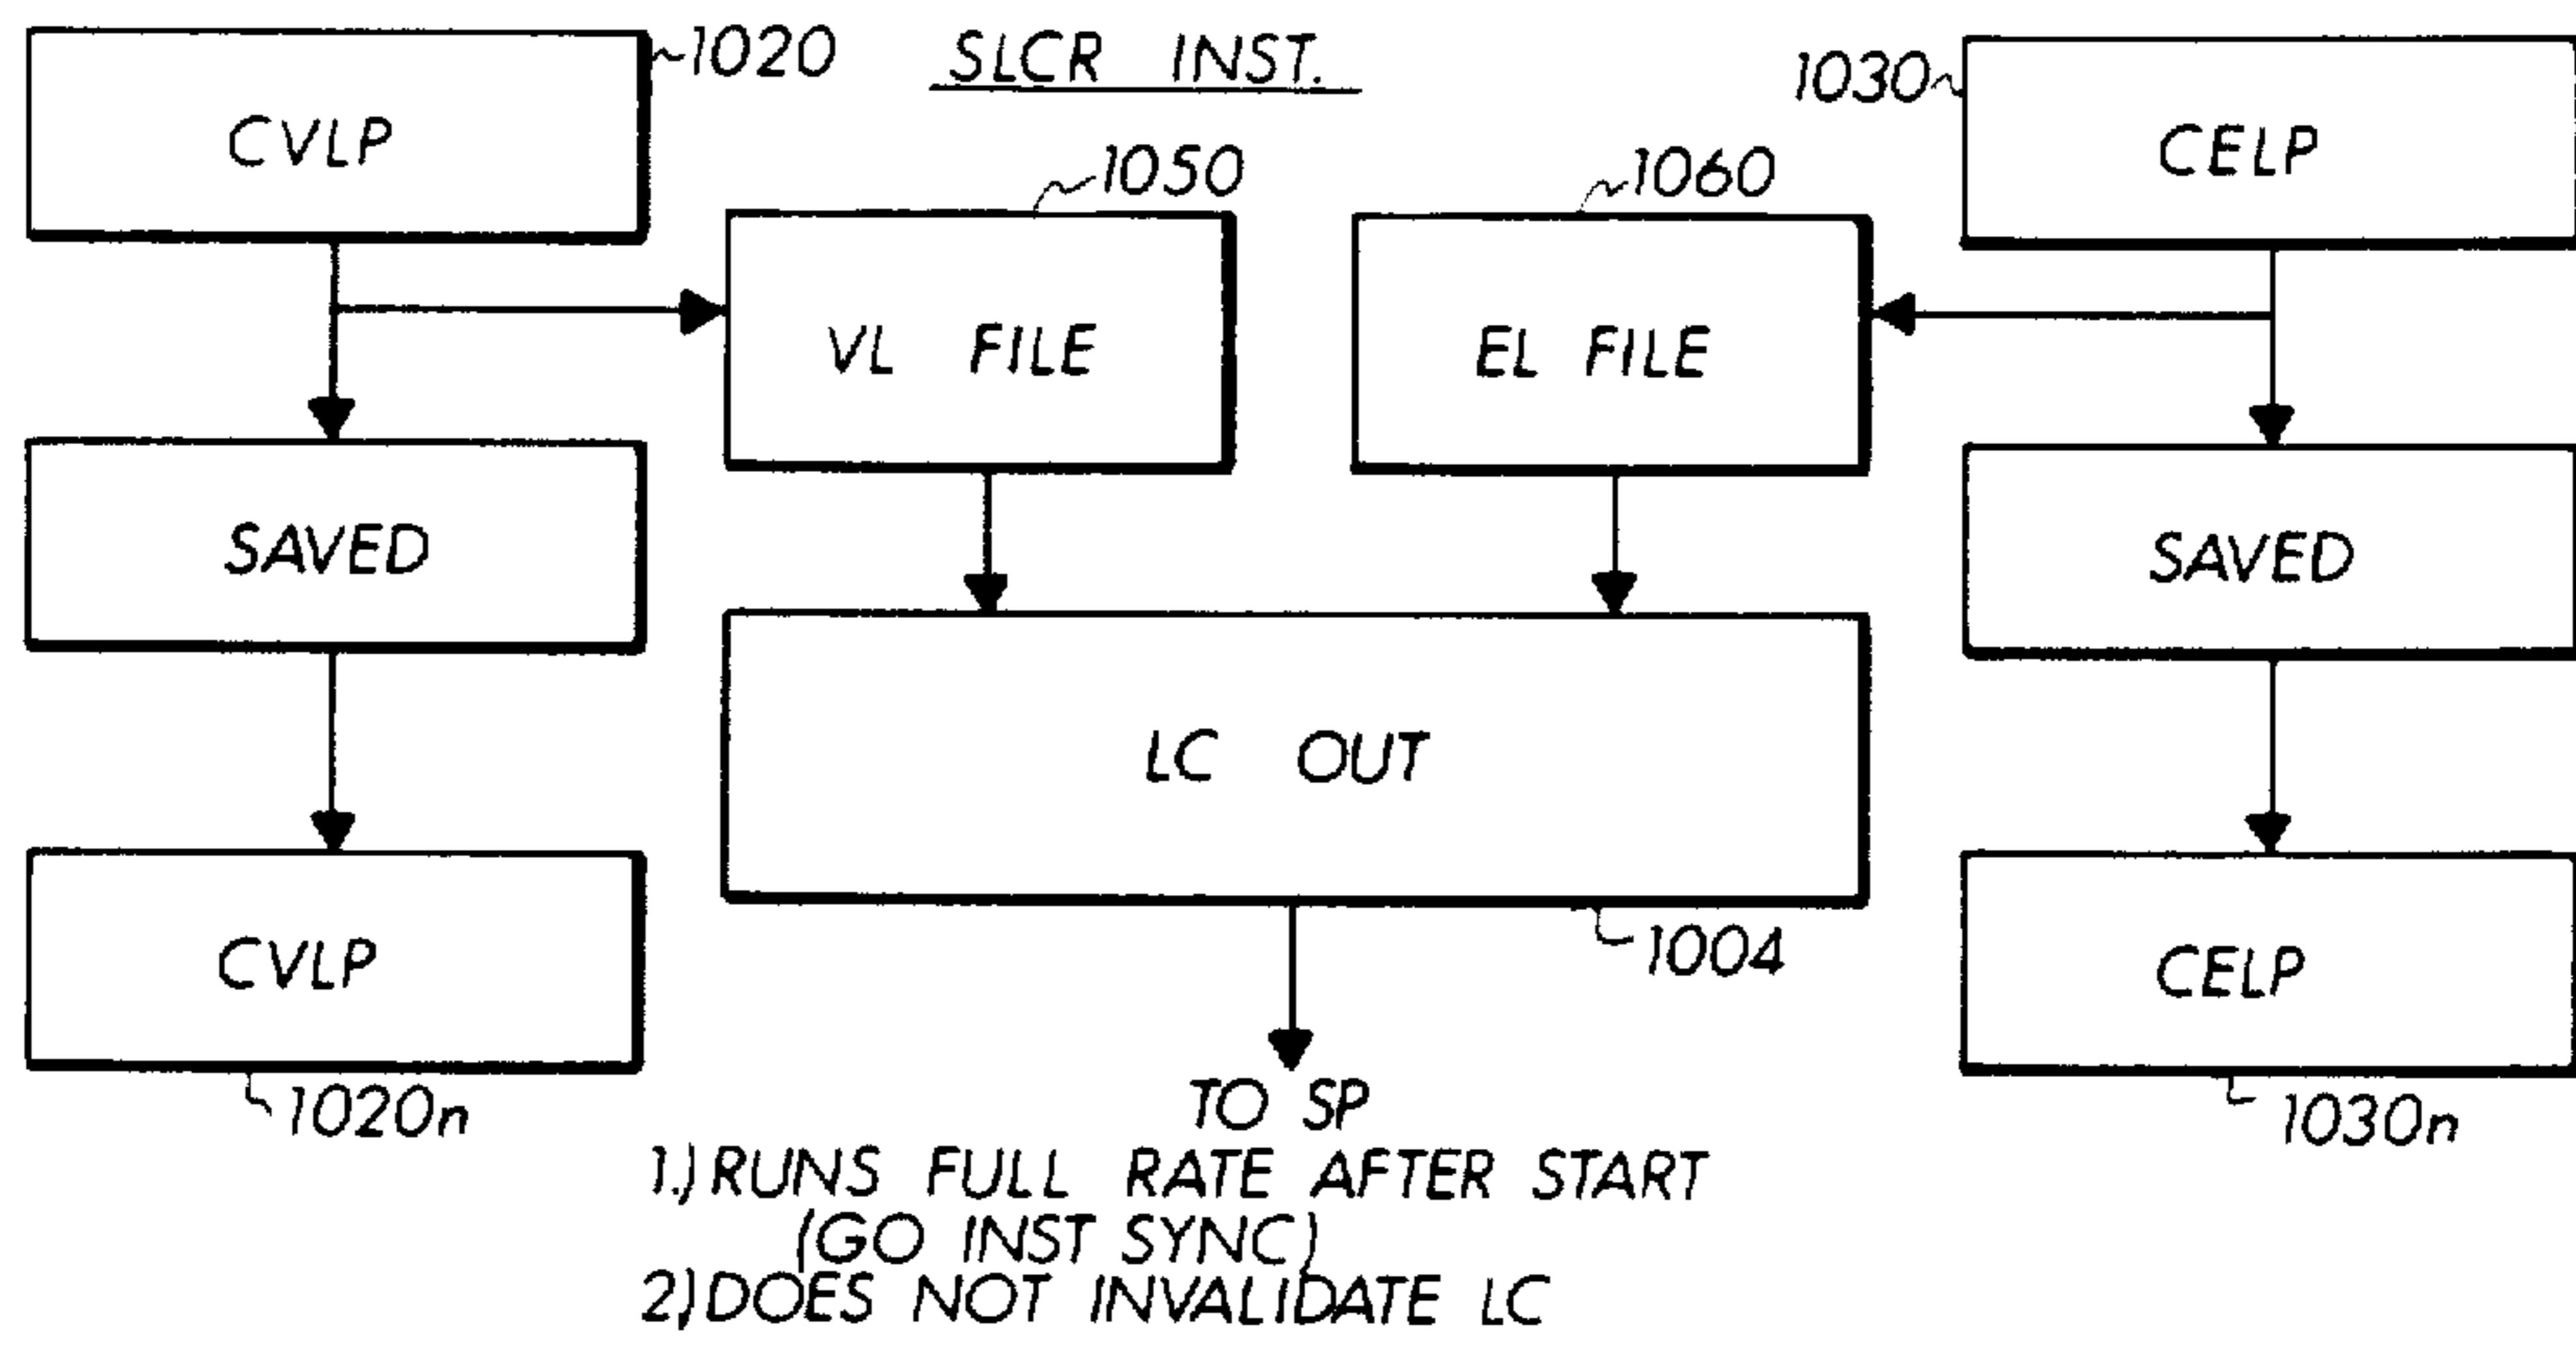 1020
SLCR INST.
1030
CVLP
CELP
1050
1060
VL FILE
EL FILE
SAVED
SAVED
LC OUT
CVLP
CELP
1004
1020n
TO SP
1030n
1.) RUNS FULL RATE AFTER START
(GO INST SYNC)
2.) DOES NOT INVALIDATE LC